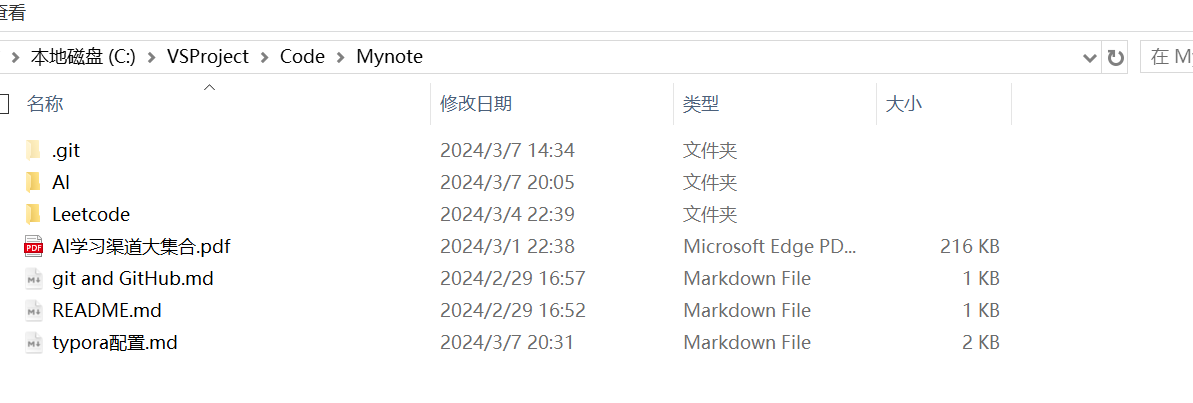 查看
本地磁盘 (C:) VSProject Code Mynote 在 My
名称 修改日期 类型 大小
.git 2024/3/7 14:34 文件夹
AI 2024/3/7 20:05 文件夹
Leetcode 2024/3/4 22:39 文件夹
PDF AI学习渠道大集合.pdf 2024/3/1 22:38 Microsoft Edge PD... 216 KB
M git and GitHub.md 2024/2/29 16:57 Markdown File 1 KB
M README.md 2024/2/29 16:52 Markdown File 1 KB
M typora配置.md 2024/3/7 20:31 Markdown File 2 KB